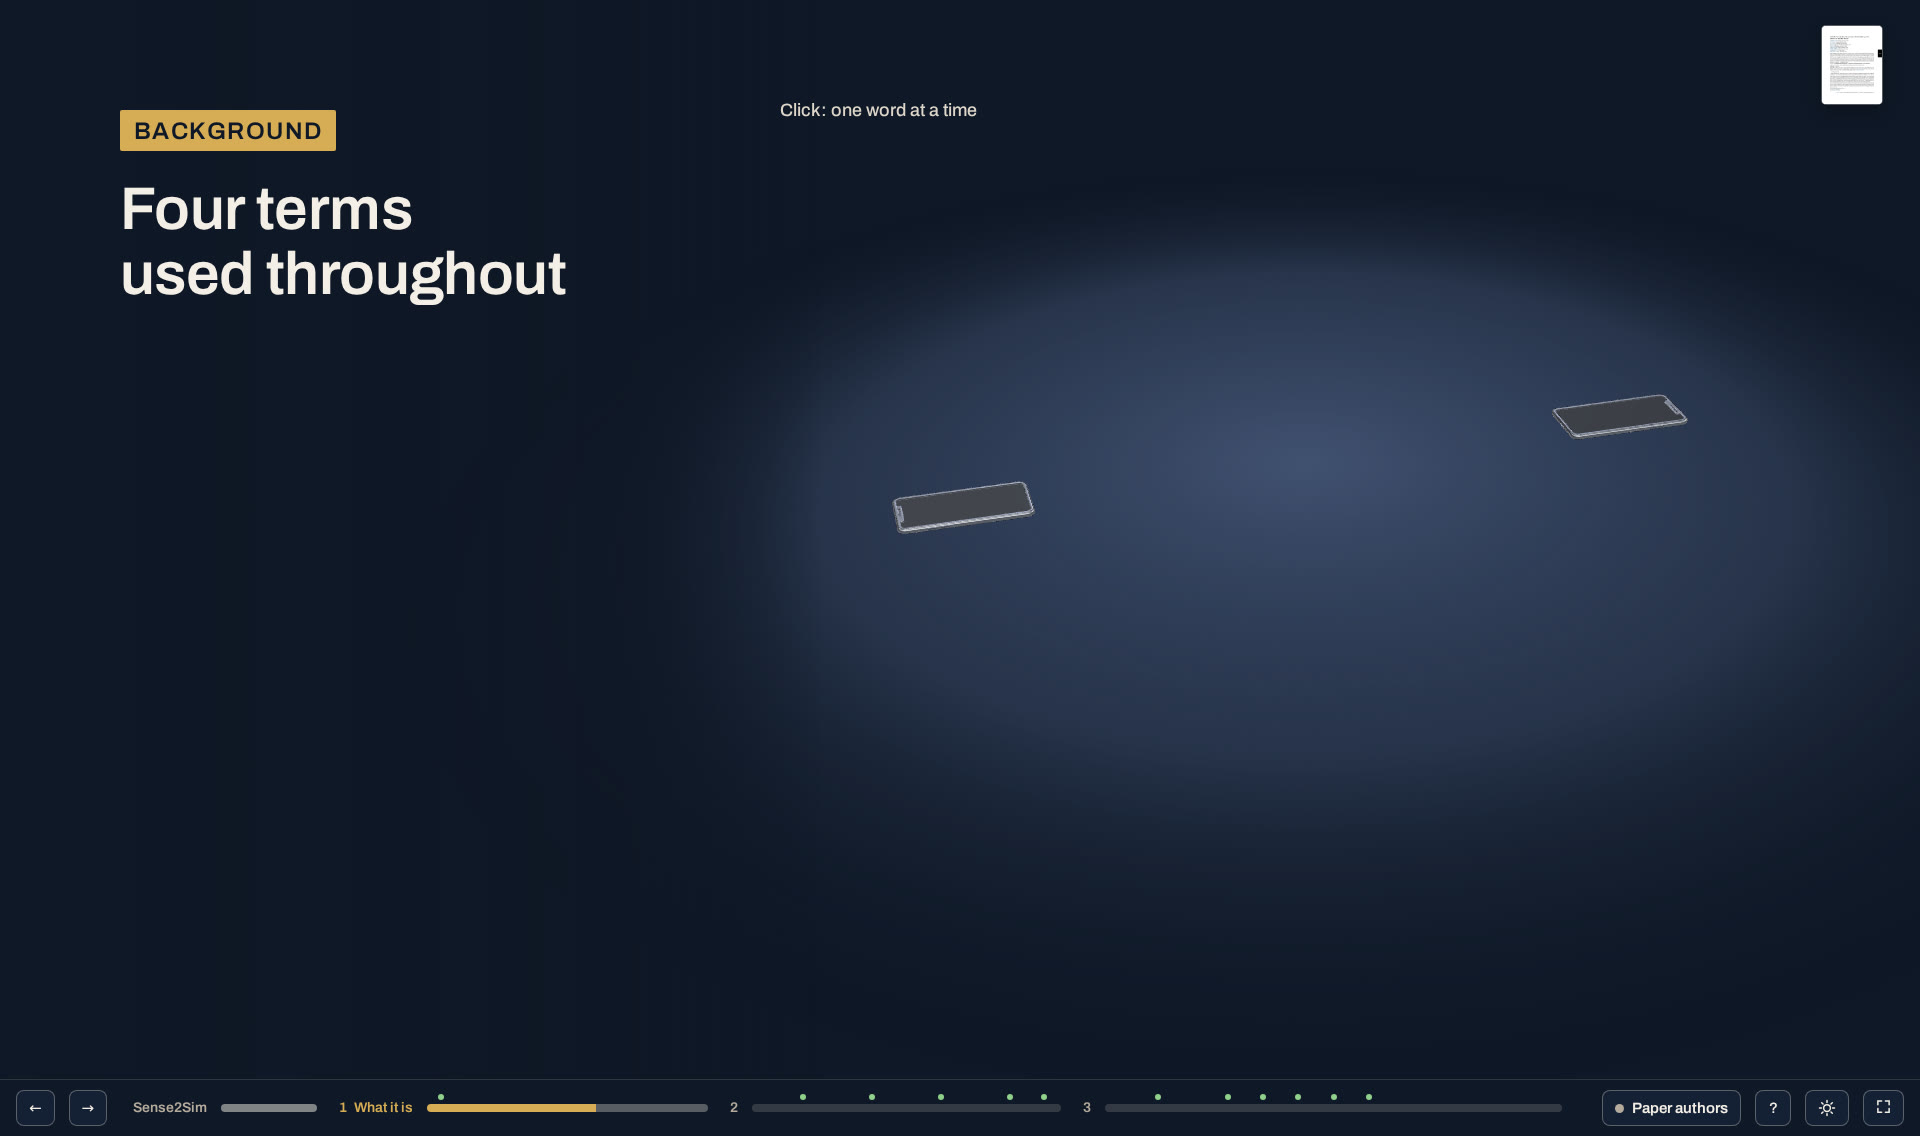 BACKGROUND
Four terms
used throughout
Click: one word at a time
← → Sense2Sim 1 What it is 2 3 Paper authors ?